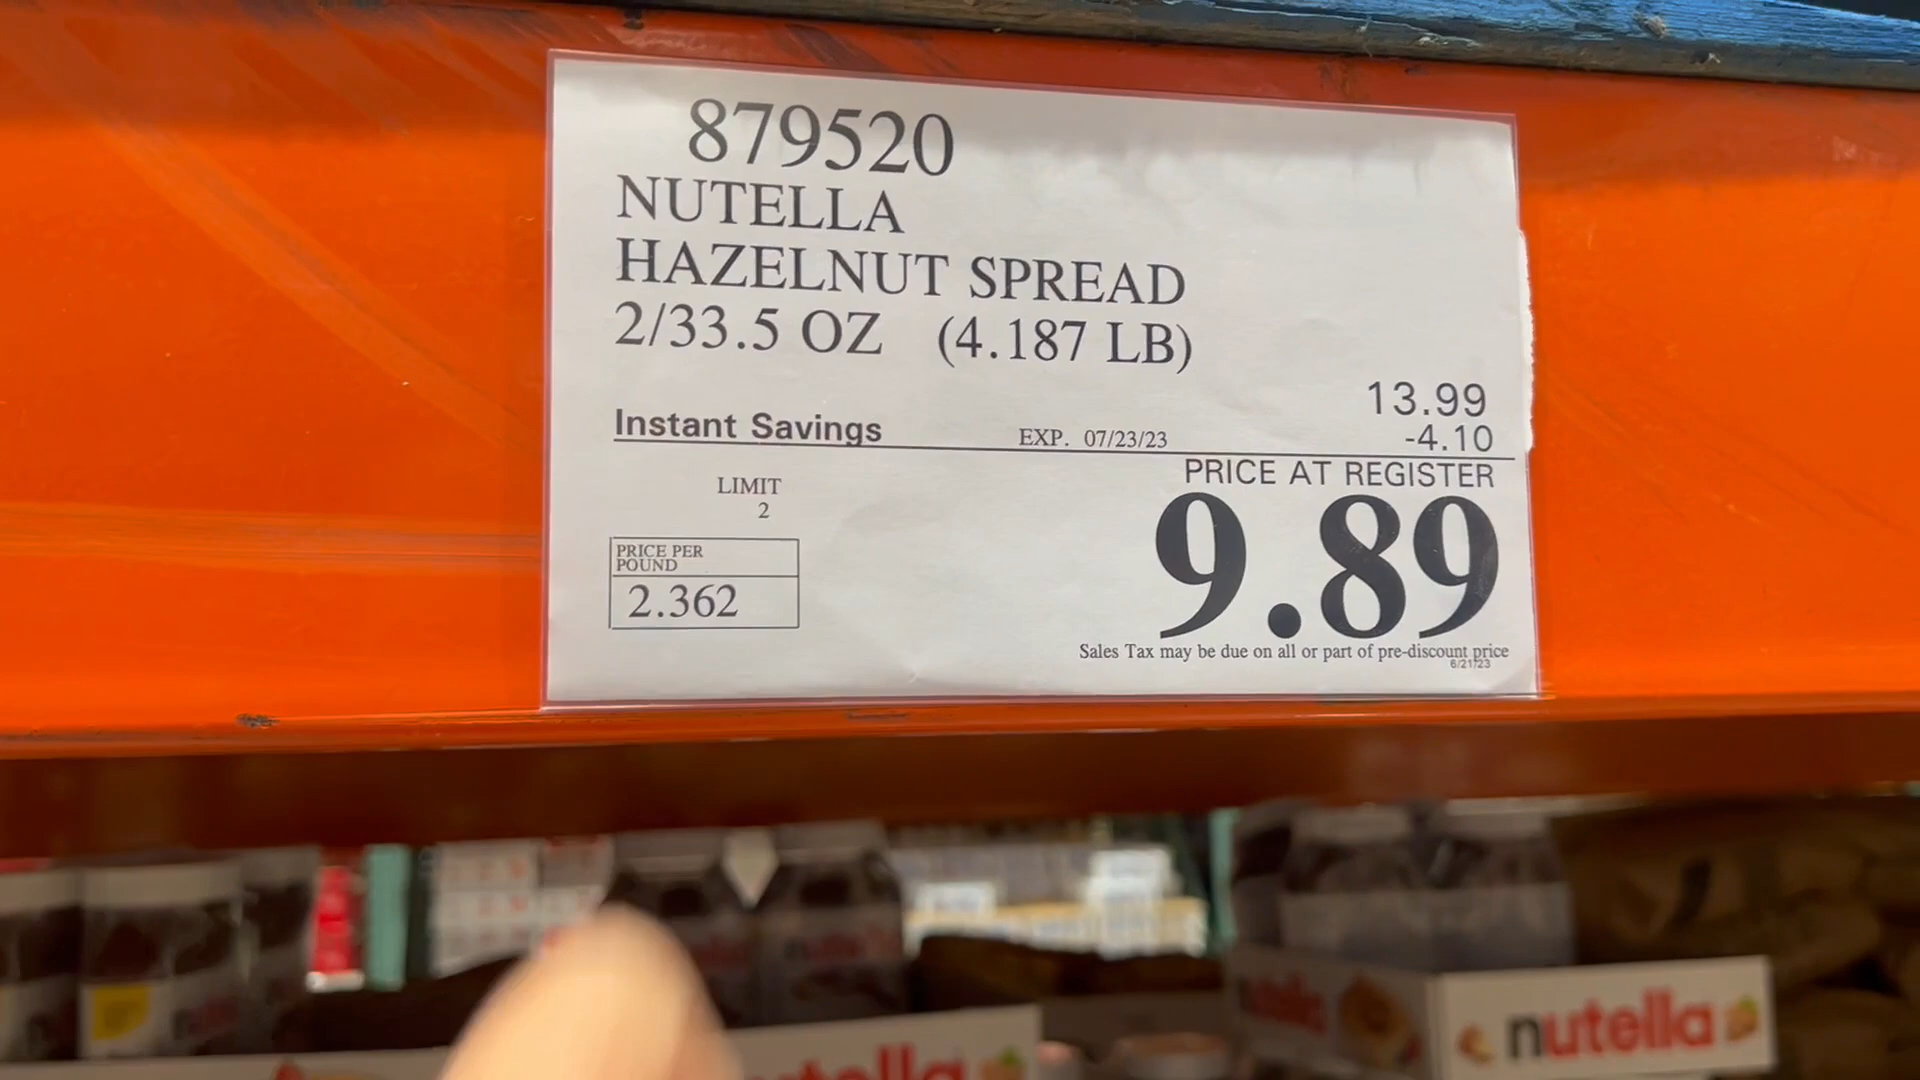 879520
NUTELLA
HAZELNUT SPREAD
2/33.5 OZ (4.187 LB)
13.99
Instant Savings EXP. 07/23/23 -4.10
PRICE AT REGISTER
LIMIT
2
9.89
PRICE PER
POUND
2.362
Sales Tax may be due on all or part of pre-discount price
6/21/23
nutella